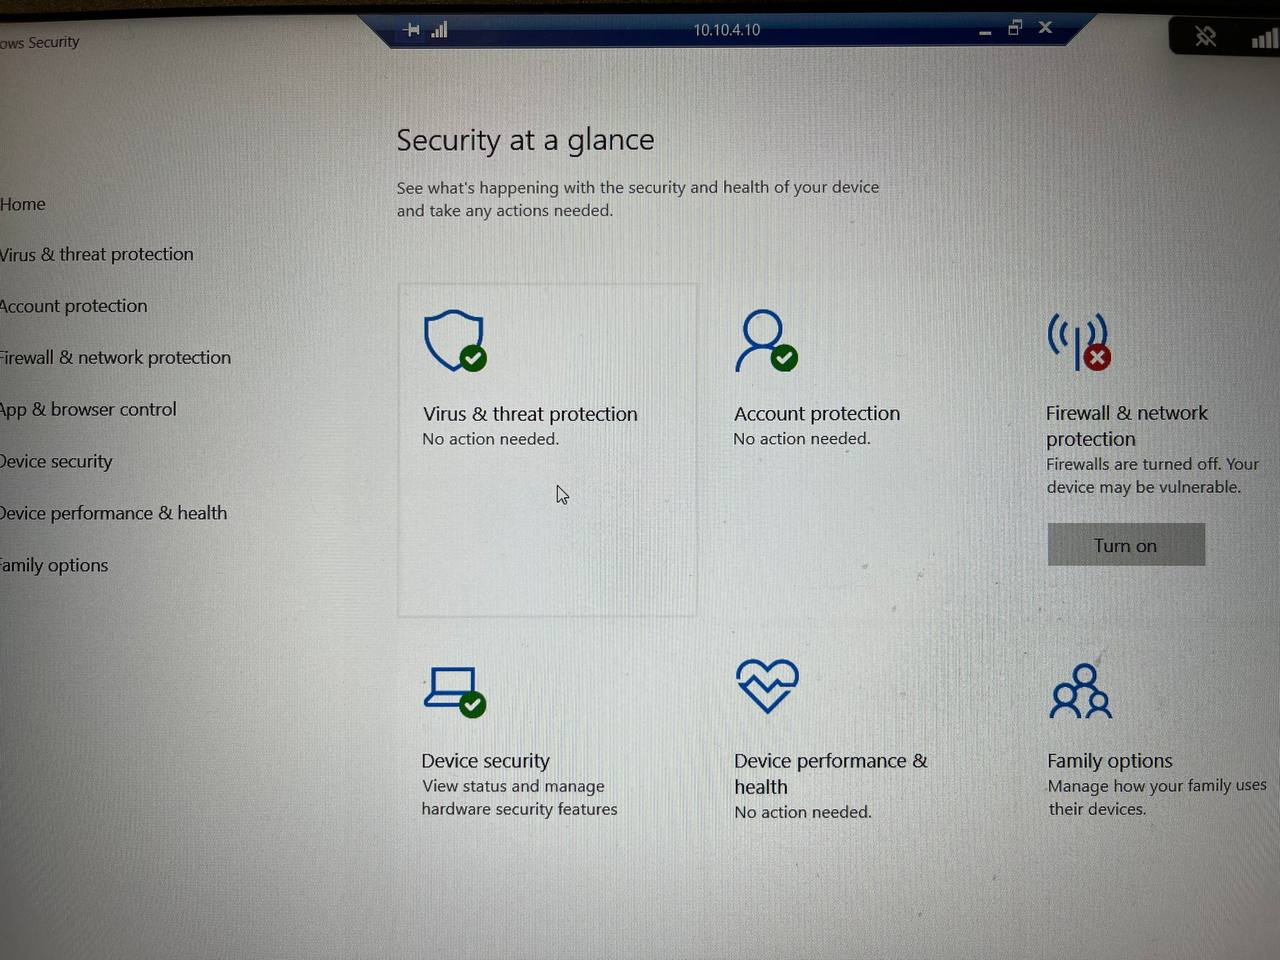 ows Security
10.10.4.10
Security at a glance
See what's happening with the security and health of your device
and take any actions needed.
Home
Virus & threat protection
Account protection
Firewall & network protection
App & browser control
Device security
Device performance & health
Family options
Virus & threat protection
No action needed.
Account protection
No action needed.
Firewall & network
protection
Firewalls are turned off. Your
device may be vulnerable.
Turn on
Device security
View status and manage
hardware security features
Device performance &
health
No action needed.
Family options
Manage how your family uses
their devices.